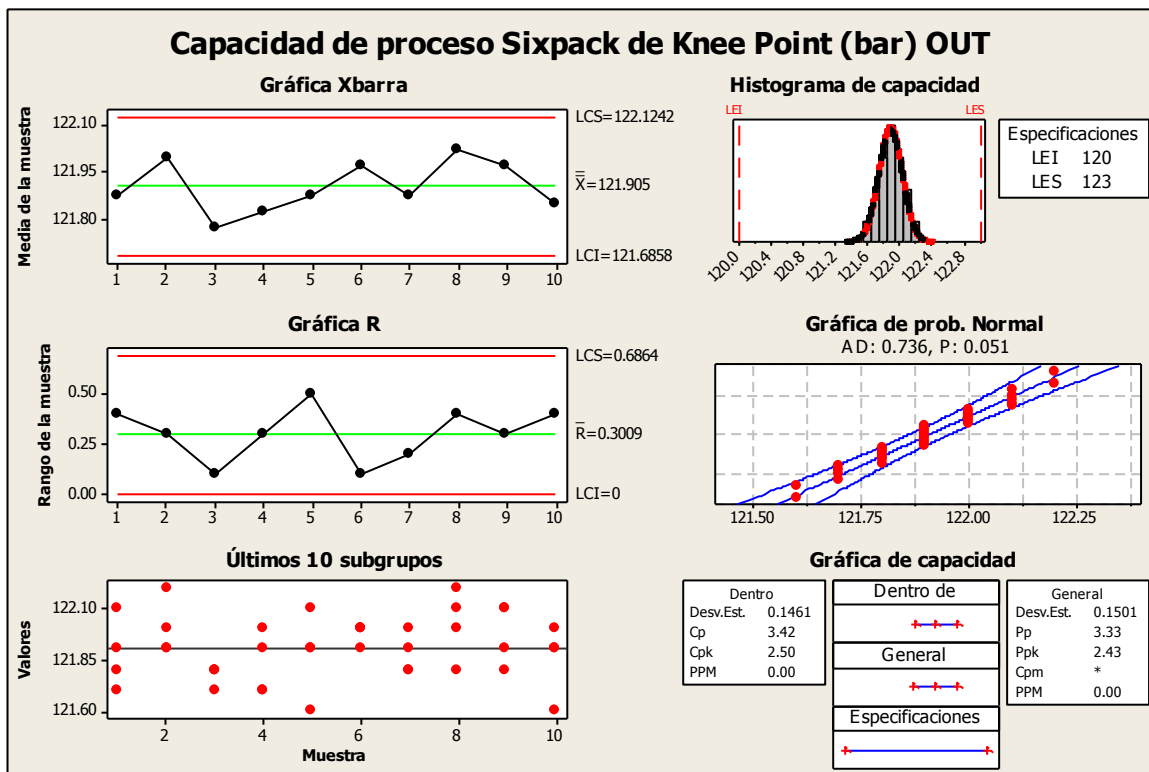 Capacidad de proceso Sixpack de Knee Point (bar) OUT
Gráfica Xbarra
Media de la muestra
122.10
121.95
121.80
1 2 3 4 5 6 7 8 9 10
LCS=122.1242
X=121.905
LCI=121.6858
Gráfica R
Rango de la muestra
0.50
0.25
0.00
1 2 3 4 5 6 7 8 9 10
LCS=0.6864
R=0.3009
LCI=0
Últimos 10 subgrupos
Valores
122.10
121.85
121.60
2 4 6 8 10
Muestra
Histograma de capacidad
LEI LES
120.0 120.4 120.8 121.2 121.6 122.0 122.4 122.8
Especificaciones
LEI 120
LES 123
Gráfica de prob. Normal
AD: 0.736, P: 0.051
121.50 121.75 122.00 122.25
Gráfica de capacidad
Dentro
Desv.Est. 0.1461
Cp 3.42
Cpk 2.50
PPM 0.00
Dentro de
General
Especificaciones
General
Desv.Est. 0.1501
Pp 3.33
Ppk 2.43
Cpm *
PPM 0.00